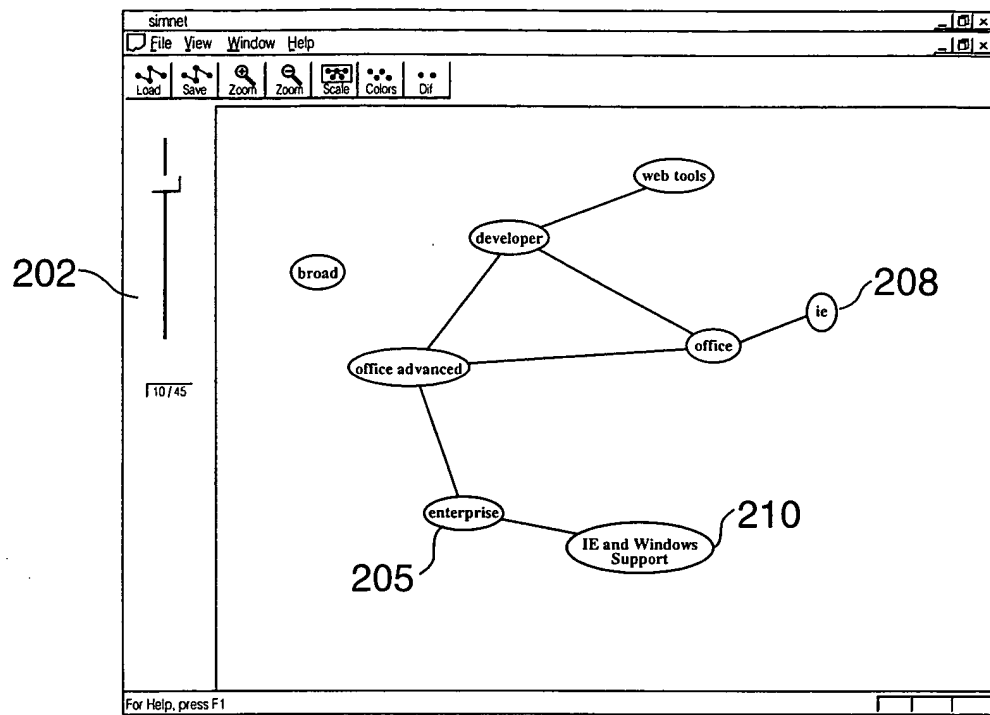 simnet
File View Window Help
Load Save Zoom Zoom Scale Colors Dif
web tools
developer
broad
202
ie
208
office
office advanced
10/45
enterprise
210
IE and Windows
Support
205
For Help, press F1